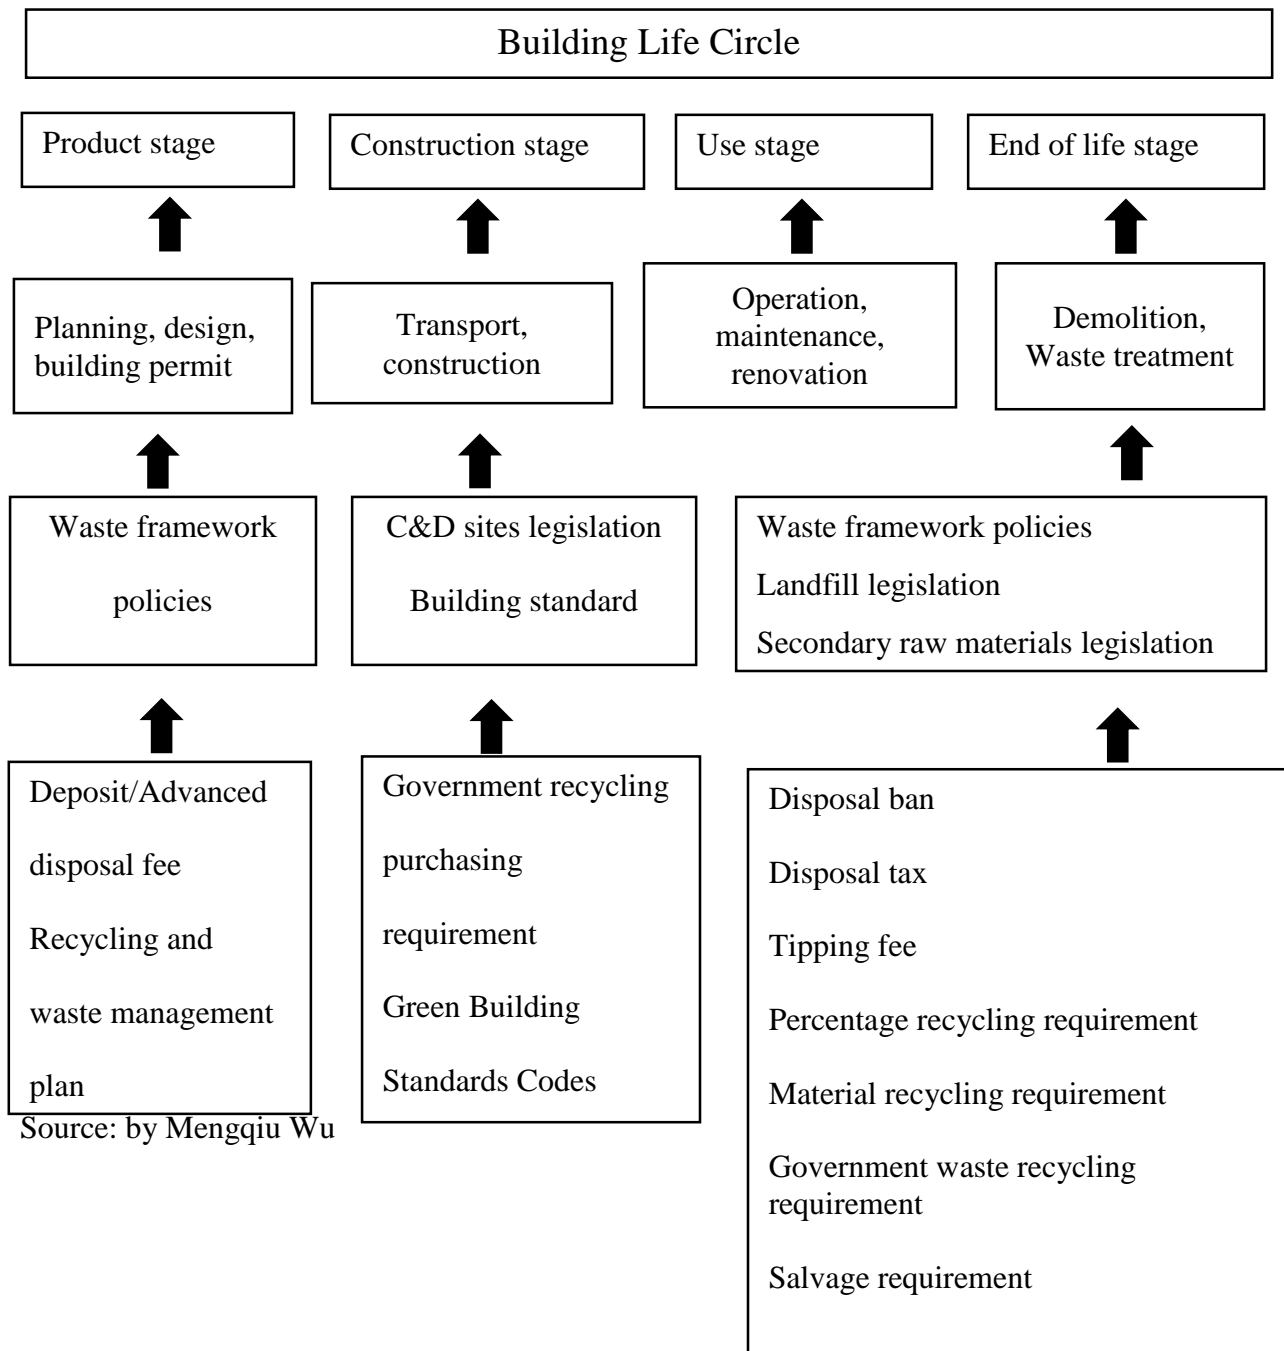 Building Life Circle
Product stage
Construction stage
Use stage
End of life stage
Planning, design,
building permit
Transport,
construction
Operation,
maintenance,
renovation
Demolition,
Waste treatment
Waste framework
policies
C&D sites legislation
Building standard
Waste framework policies
Landfill legislation
Secondary raw materials legislation
Deposit/Advanced
disposal fee
Recycling and
waste management
plan
Government recycling
purchasing
requirement
Green Building
Standards Codes
Disposal ban
Disposal tax
Tipping fee
Percentage recycling requirement
Material recycling requirement
Government waste recycling
requirement
Salvage requirement
Source: by Mengqiu Wu